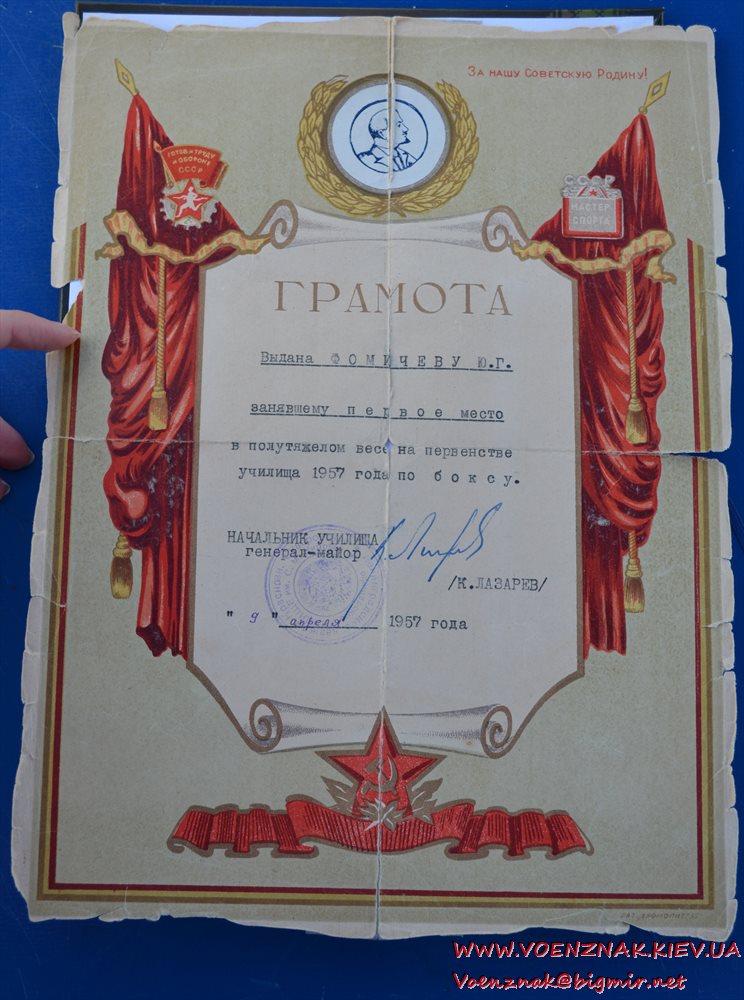 За нашу Советскую Родину!
ГОТОВ К ТРУДУ
И ОБОРОНЕ
СССР
СССР
МАСТЕР
СПОРТА
ГРАМОТА
Выдана ФОМИЧЕВУ Ю.Г.
занявшему первое место
в полутяжелом весе на первенстве
училища 1957 года по боксу.
НАЧАЛЬНИК УЧИЛИЩА
генерал-майор
/К.ЛАЗАРЕВ/
" 9 " апреля 1957 года
WWW.VOENZNAK.KIEV.UA
Voenznak@bigmir.net